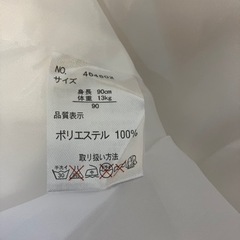 NO.
サイズ
身長 90cm
体重 13kg
90
品質表示
ポリエステル 100%
取り扱い方法